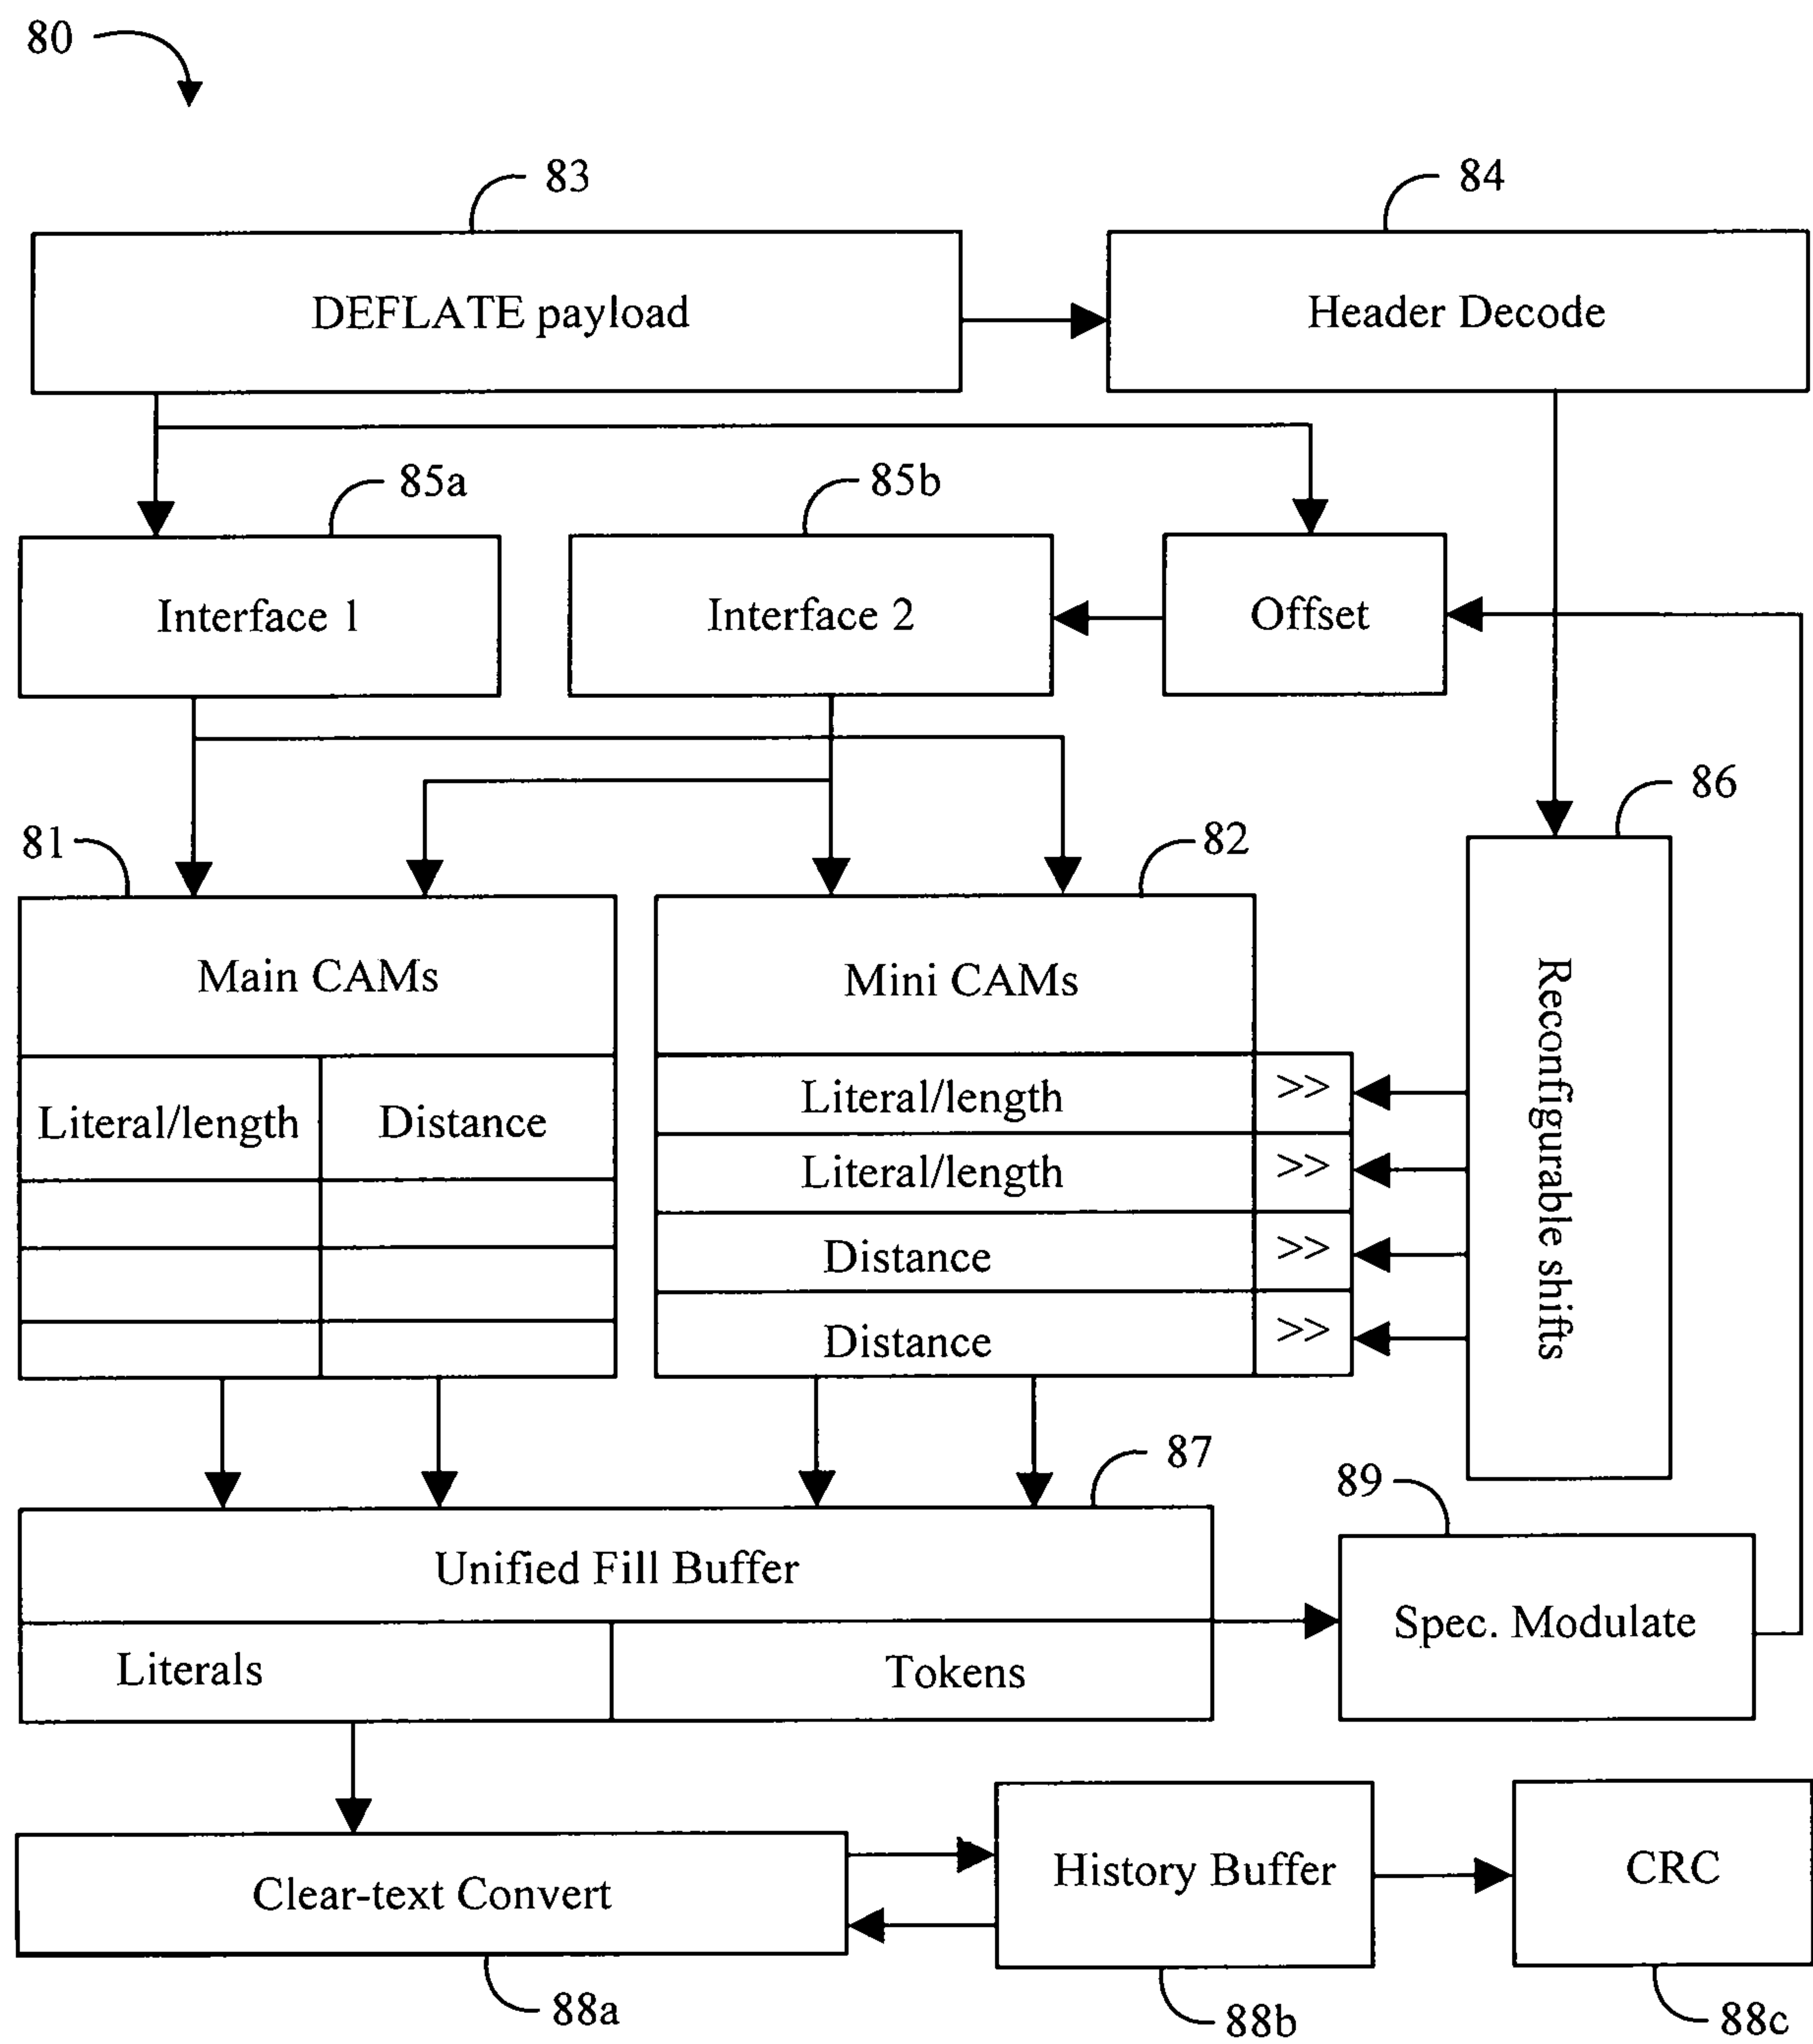 80
83
84
DEFLATE payload
Header Decode
85a
85b
Interface 1
Interface 2
Offset
86
81
82
Main CAMs
Mini CAMs
Reconfigurable shifts
Literal/length
Distance
Literal/length >>
Literal/length >>
Distance >>
Distance >>
87
89
Unified Fill Buffer
Spec. Modulate
Literals
Tokens
History Buffer
CRC
Clear-text Convert
88a
88b
88c